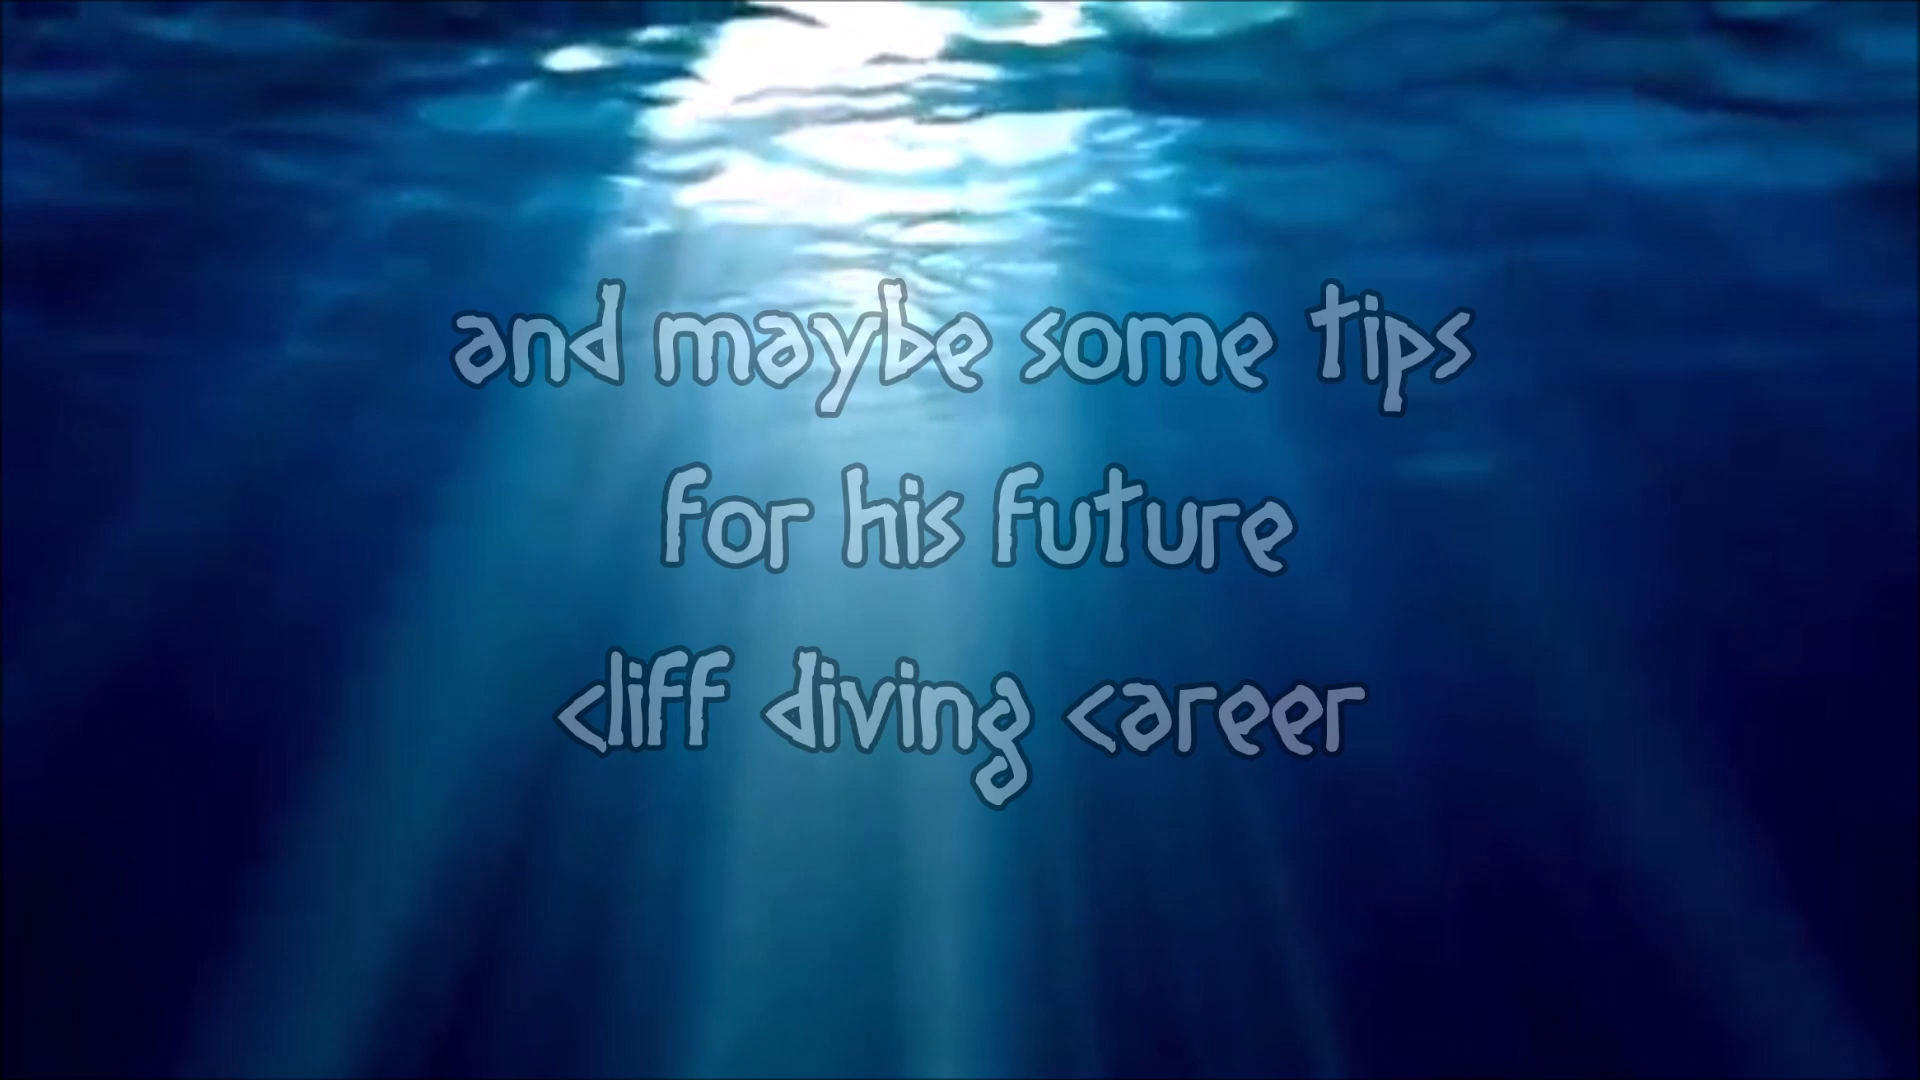 and maybe some tips
for his future
cliff diving career